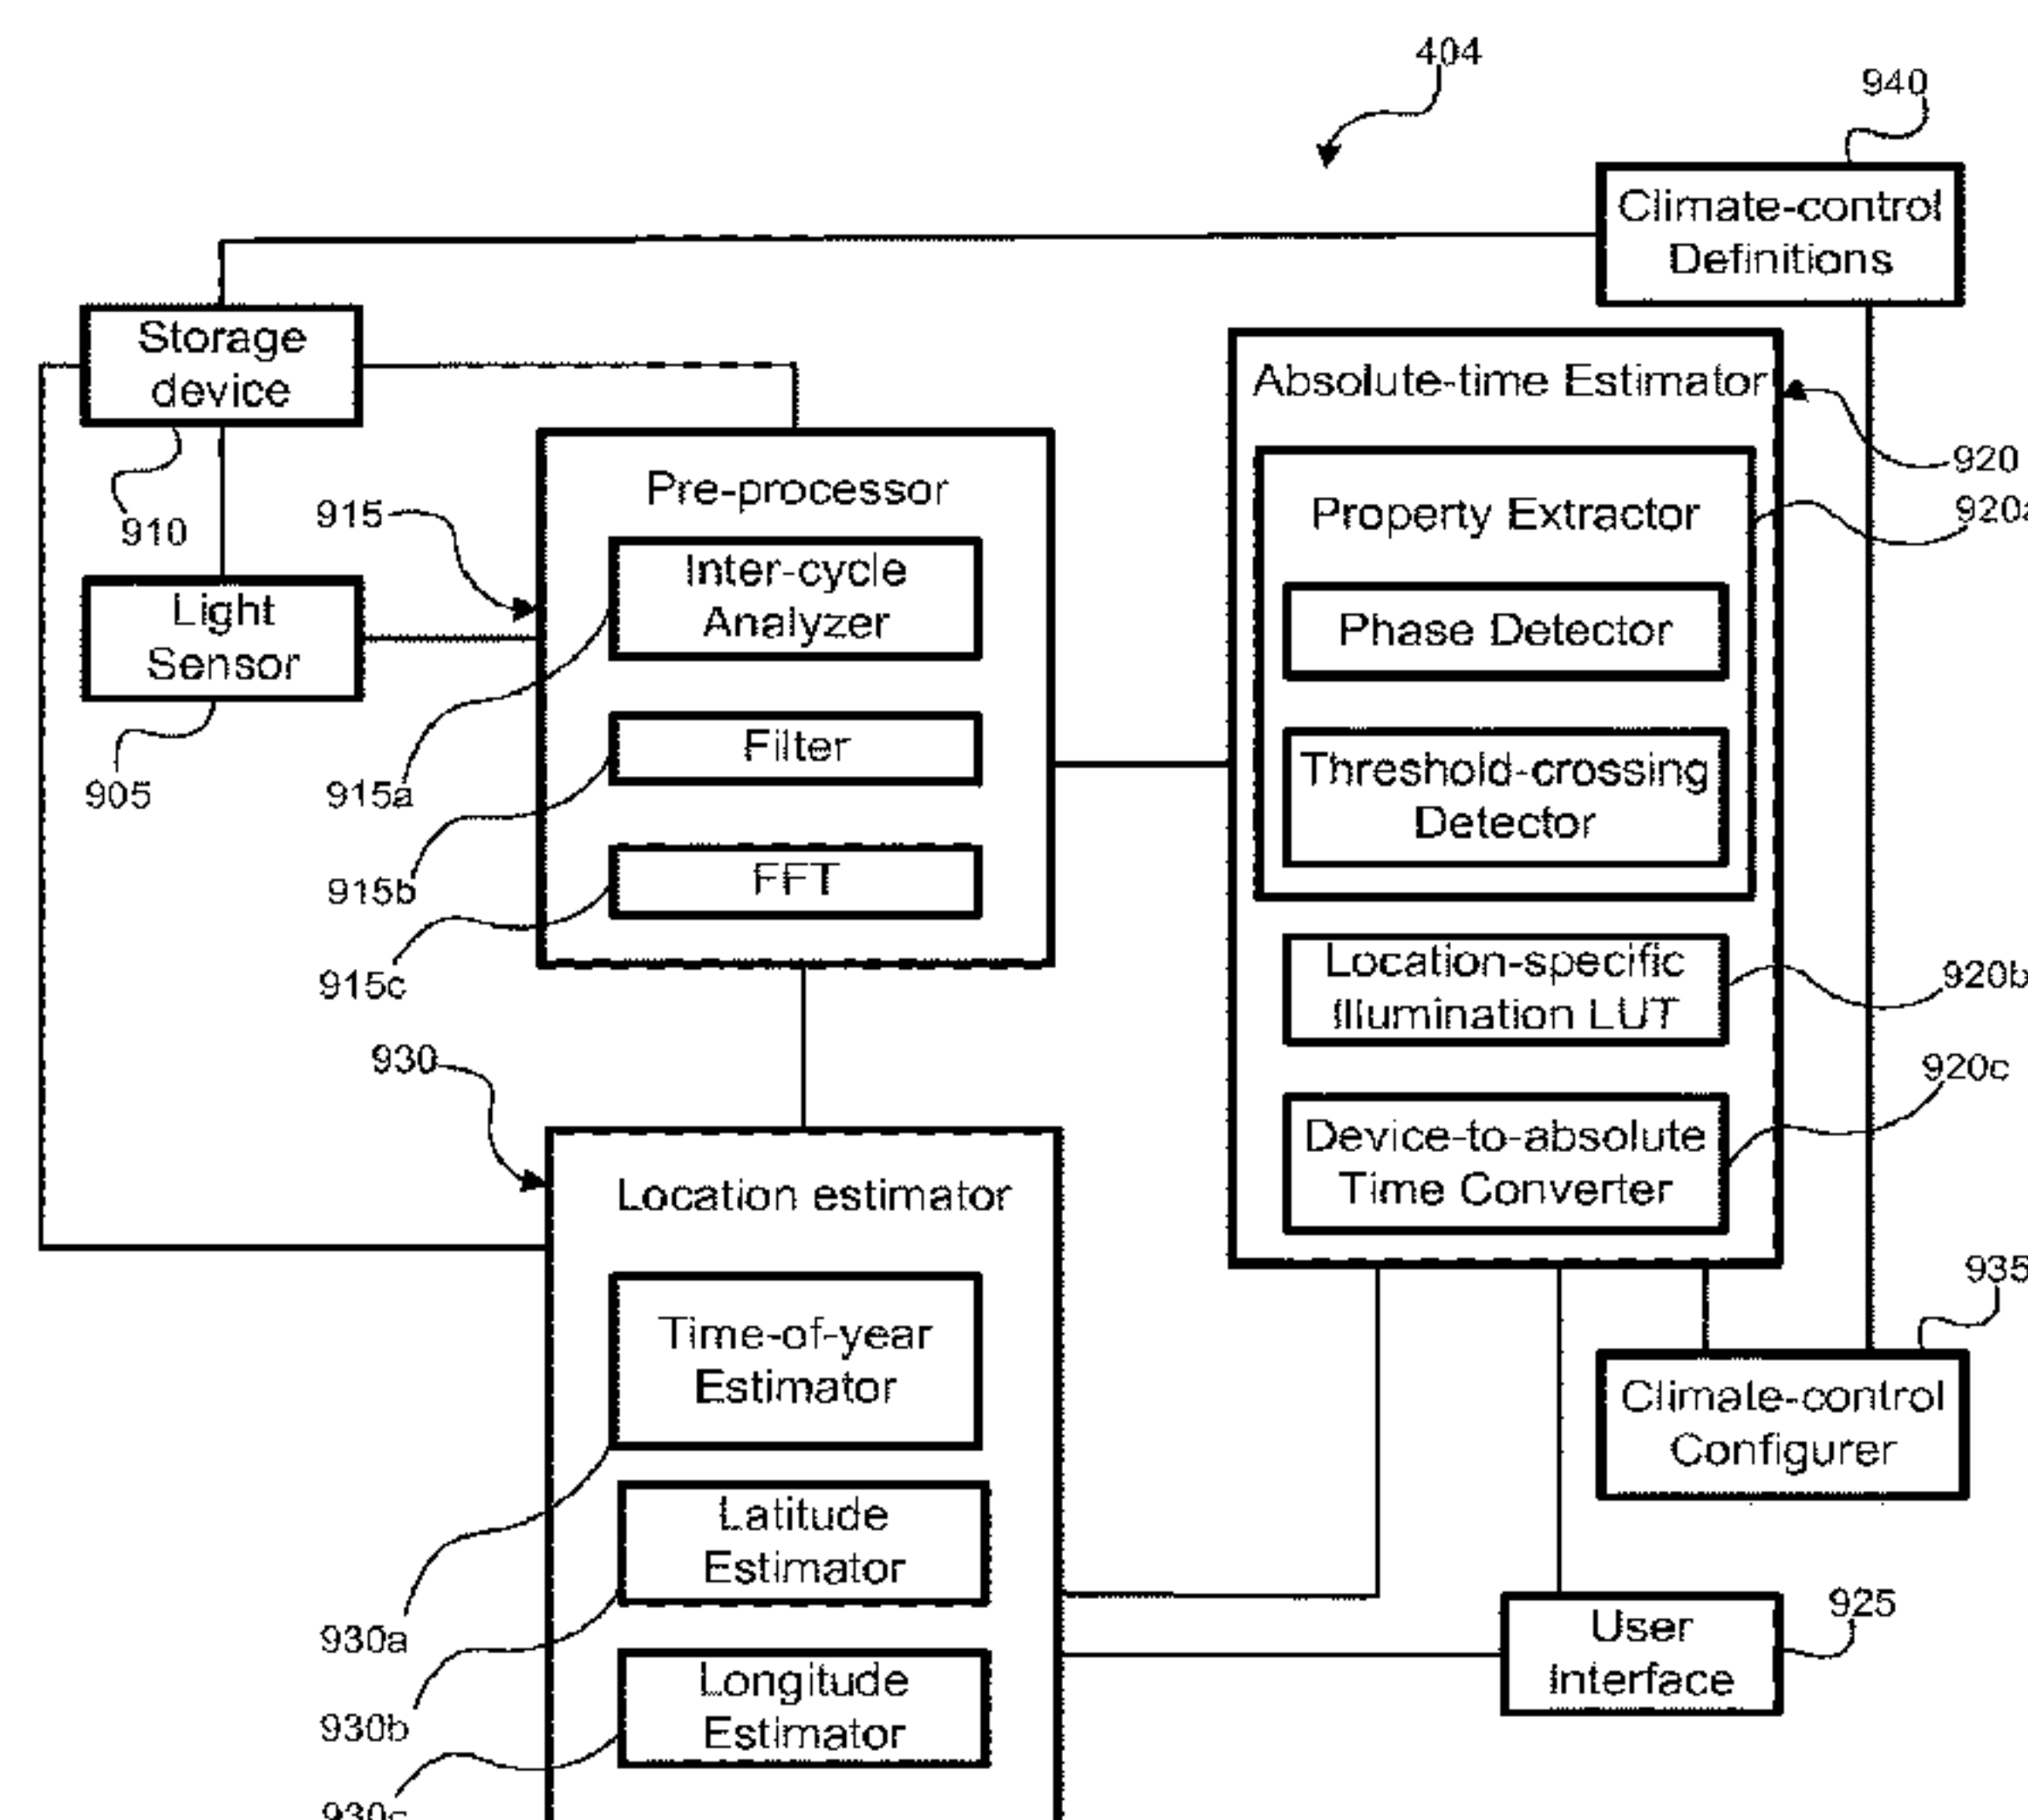 404
940
Climate-control
Definitions
Storage
device
910
Light
Sensor
905
915
Pre-processor
Inter-cycle
Analyzer
915a
Filter
915b
FFT
915c
Absolute-time Estimator
920
Property Extractor
920a
Phase Detector
Threshold-crossing
Detector
Location-specific
Illumination LUT
920b
Device-to-absolute
Time Converter
920c
930
Location estimator
Time-of-year
Estimator
930a
Latitude
Estimator
930b
Longitude
Estimator
930c
935
Climate-control
Configurer
User
Interface
925